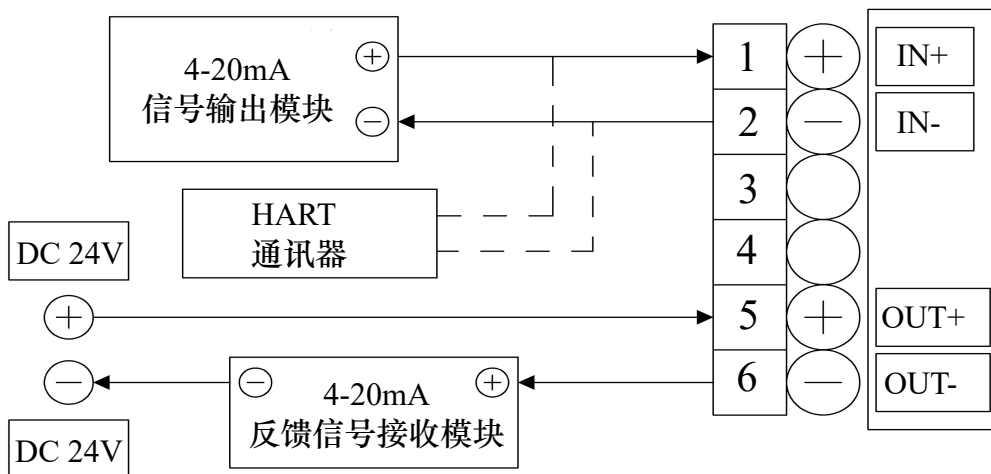 4-20mA
信号输出模块
+
−
HART
通讯器
DC 24V
+
−
DC 24V
−
+
4-20mA
反馈信号接收模块
1
+
IN+
2
−
IN-
3
4
5
+
OUT+
6
−
OUT-